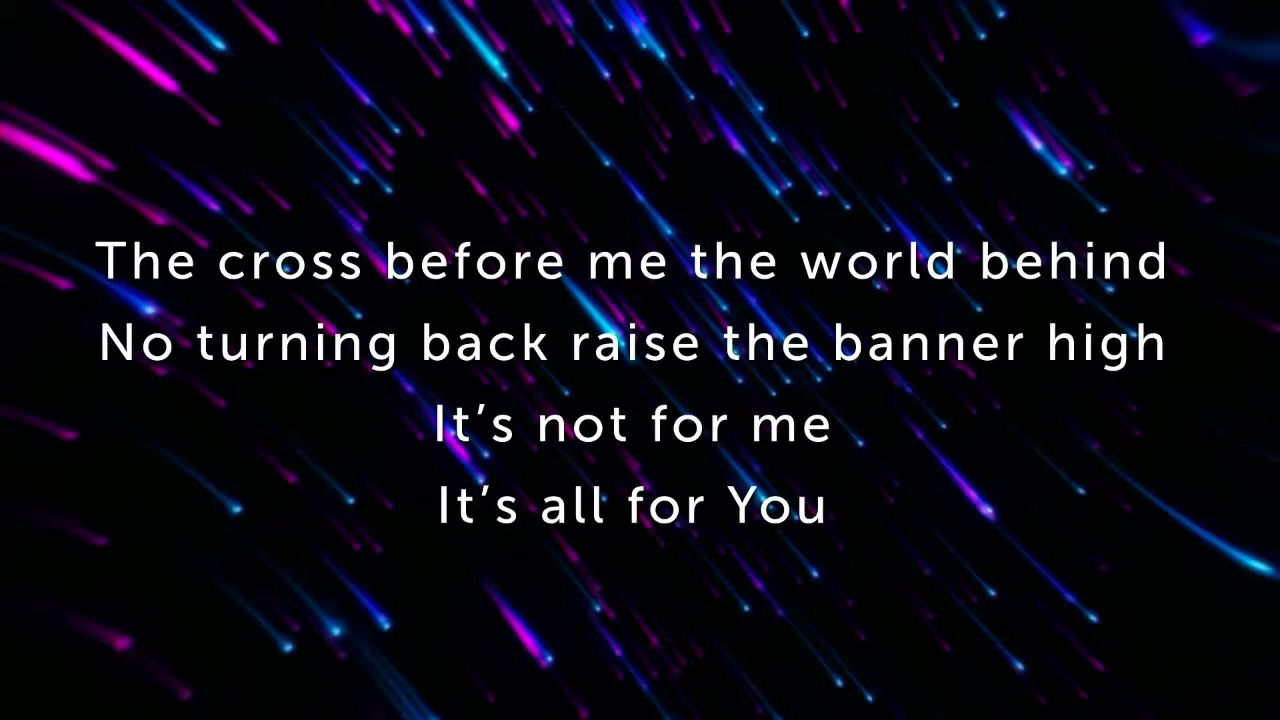 The cross before me the world behind
No turning back raise the banner high
It’s not for me
It’s all for You